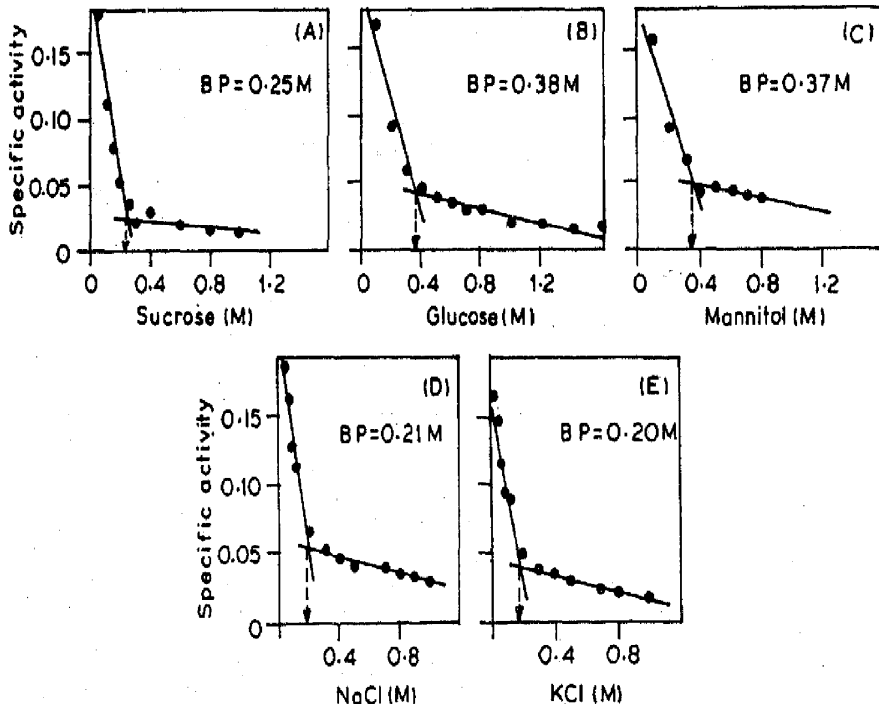 (A)
BP=0.25M
Specific activity
0.15
0.10
0.05
0
0 0.4 0.8 1.2
Sucrose (M)
(B)
BP=0.38M
0 0.4 0.8 1.2
Glucose (M)
(C)
BP=0.37M
0 0.4 0.8 1.2
Mannitol (M)
(D)
BP=0.21M
Specific activity
0.15
0.10
0.05
0
0.4 0.8
NaCl (M)
(E)
BP=0.20M
0.4 0.8
KCl (M)